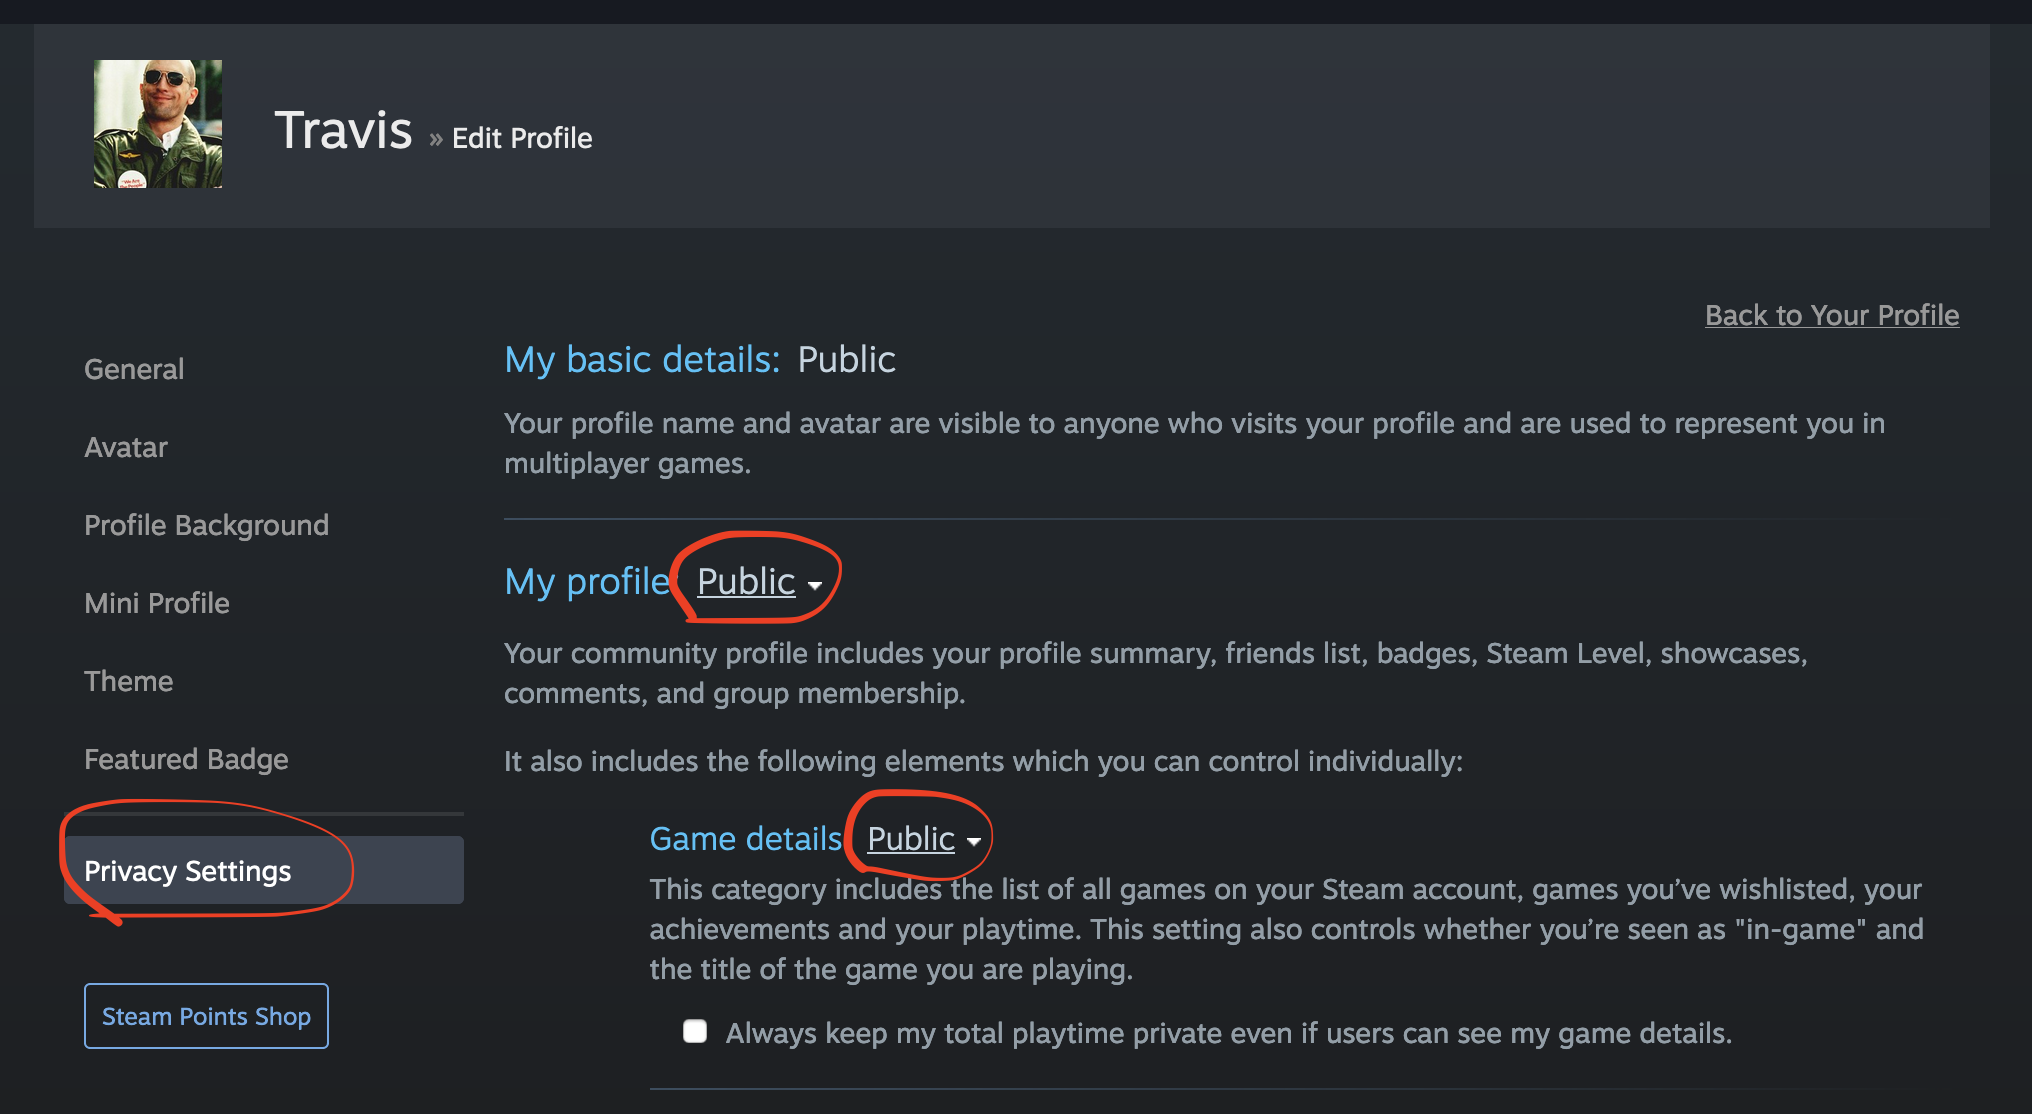 Travis » Edit Profile
Back to Your Profile
General
Avatar
Profile Background
Mini Profile
Theme
Featured Badge
Privacy Settings
Steam Points Shop
My basic details: Public
Your profile name and avatar are visible to anyone who visits your profile and are used to represent you in
multiplayer games.
My profile: Public
Your community profile includes your profile summary, friends list, badges, Steam Level, showcases,
comments, and group membership.
It also includes the following elements which you can control individually:
Game details Public
This category includes the list of all games on your Steam account, games you’ve wishlisted, your
achievements and your playtime. This setting also controls whether you’re seen as "in-game" and
the title of the game you are playing.
Always keep my total playtime private even if users can see my game details.